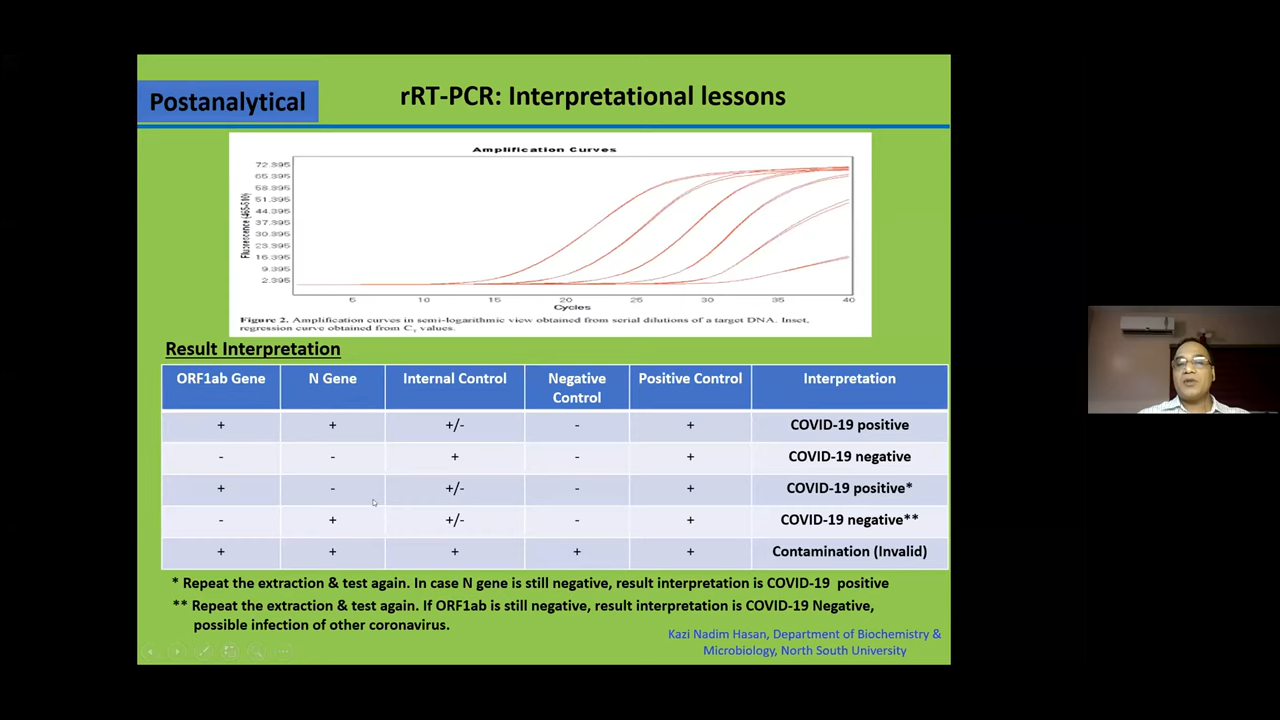 Postanalytical
rRT-PCR: Interpretational lessons
Amplification Curves
72.395
65.395
58.395
51.395
44.395
37.395
30.395
23.395
16.395
9.395
2.395
Fluorescence (465-510)
5 10 15 20 25 30 35 40
Cycles
Figure 2. Amplification curves in semi-logarithmic view obtained from serial dilutions of a target DNA. Inset,
regression curve obtained from CT values.
Result Interpretation
ORF1ab Gene N Gene Internal Control Negative Control Positive Control Interpretation
+ + +/- - + COVID-19 positive
- - + - + COVID-19 negative
+ - +/- - + COVID-19 positive*
- + +/- - + COVID-19 negative**
+ + + + + Contamination (Invalid)
* Repeat the extraction & test again. In case N gene is still negative, result interpretation is COVID-19 positive
** Repeat the extraction & test again. If ORF1ab is still negative, result interpretation is COVID-19 Negative,
possible infection of other coronavirus.
Kazi Nadim Hasan, Department of Biochemistry &
Microbiology, North South University